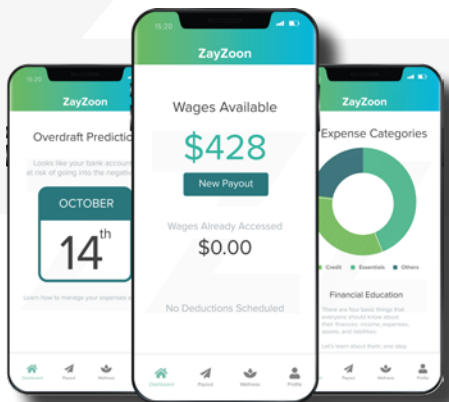 15:20
ZayZoon
Overdraft Predictio
Looks like your bank accoun
at risk of going into the negativ
OCTOBER
14th
Learn how to manage your expenses a
Dashboard
Payout
Wellness
15:20
ZayZoon
Wages Available
$428
New Payout
Wages Already Accessed
$0.00
No Deductions Scheduled
Dashboard
Payout
Wellness
Profile
ZayZoon
Expense Categories
Credit Essentials Others
Financial Education
There are four basic things that
everyone should know about
their finances: income, expenses,
assets, and liabilities.
Let's learn about them, one step
Payout
Wellness
Profile